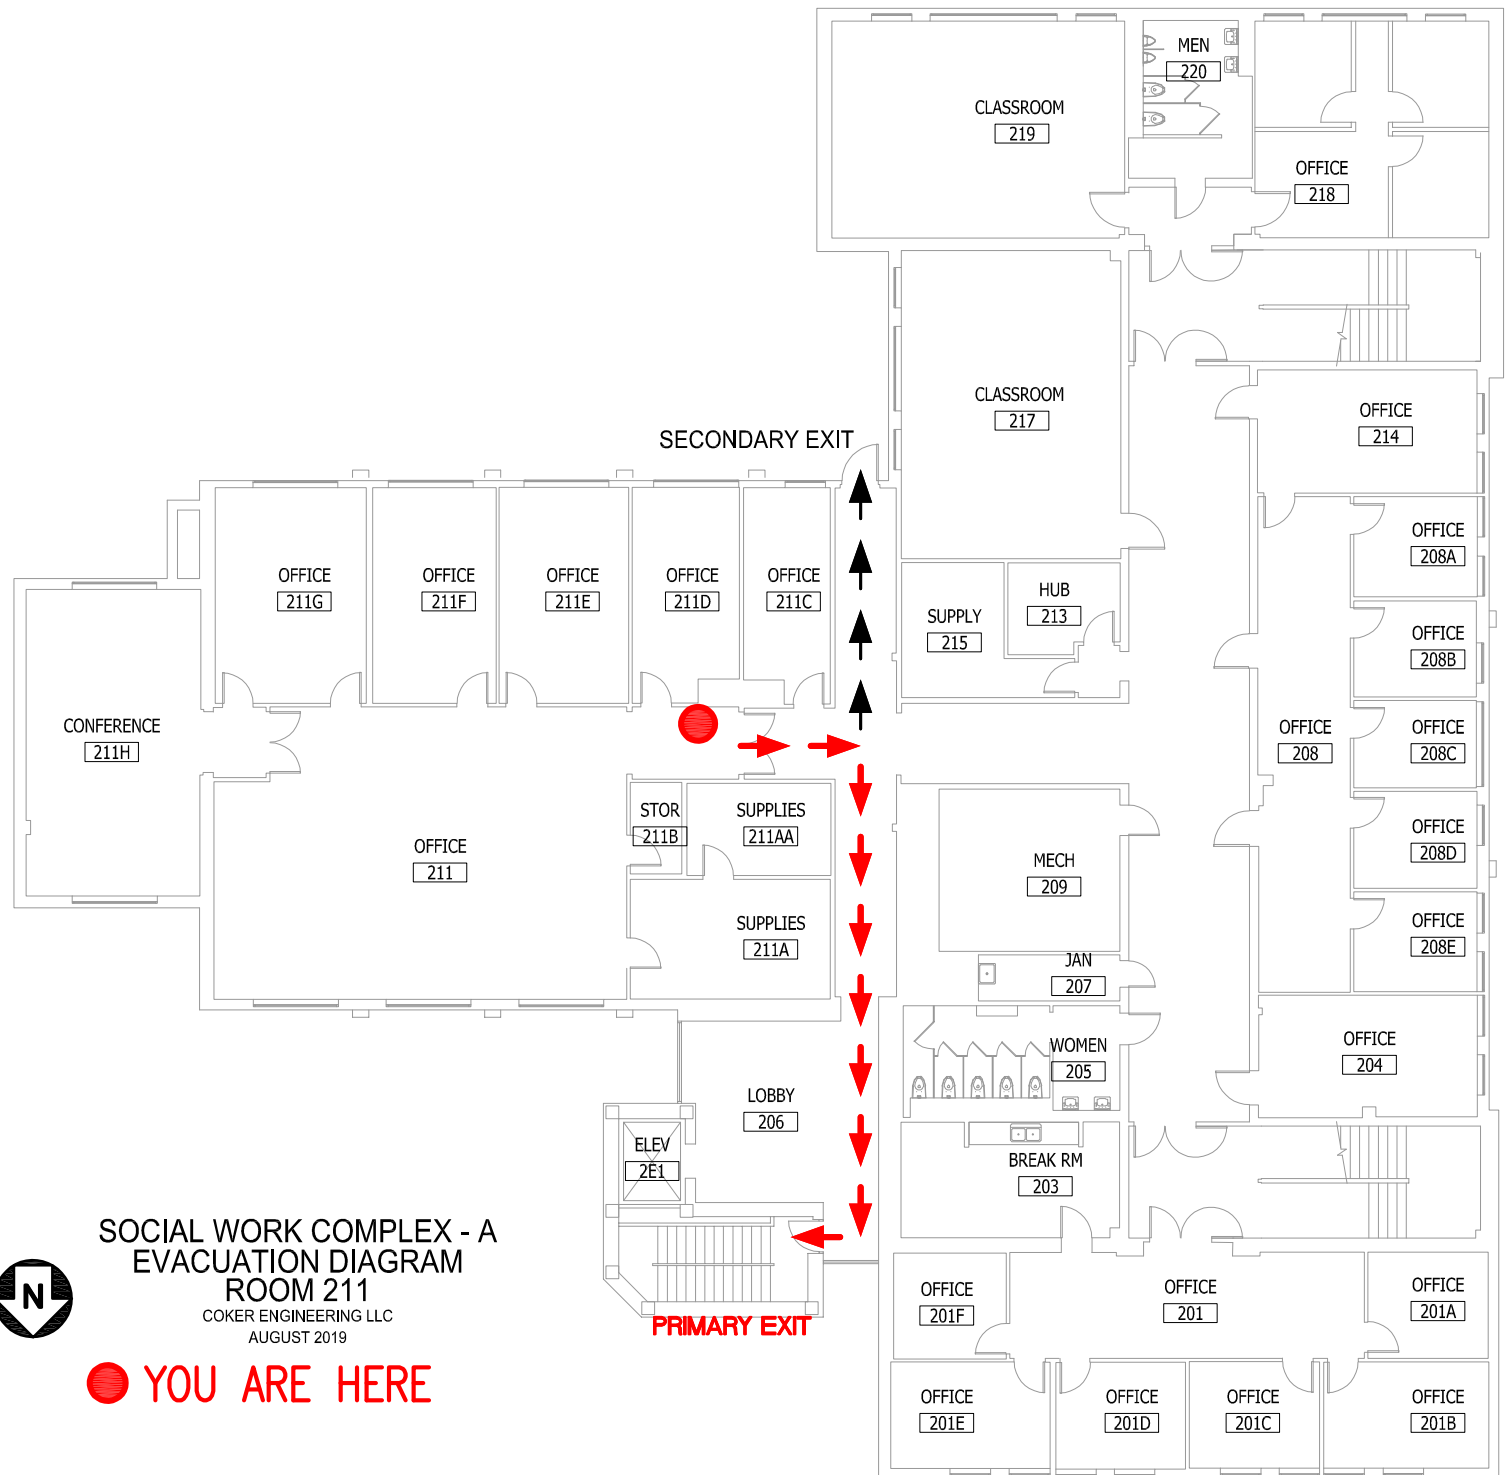 MEN
220
CLASSROOM
219
OFFICE
218
CLASSROOM
217
OFFICE
214
SECONDARY EXIT
OFFICE
208A
OFFICE
211G
OFFICE
211F
OFFICE
211E
OFFICE
211D
OFFICE
211C
HUB
213
SUPPLY
215
OFFICE
208B
CONFERENCE
211H
OFFICE
208
OFFICE
208C
STOR
211B
SUPPLIES
211AA
OFFICE
211
MECH
209
OFFICE
208D
SUPPLIES
211A
OFFICE
208E
JAN
207
WOMEN
205
OFFICE
204
LOBBY
206
ELEV
2E1
BREAK RM
203
SOCIAL WORK COMPLEX - A
EVACUATION DIAGRAM
ROOM 211
COKER ENGINEERING LLC
AUGUST 2019
N
PRIMARY EXIT
YOU ARE HERE
OFFICE
201F
OFFICE
201
OFFICE
201A
OFFICE
201E
OFFICE
201D
OFFICE
201C
OFFICE
201B